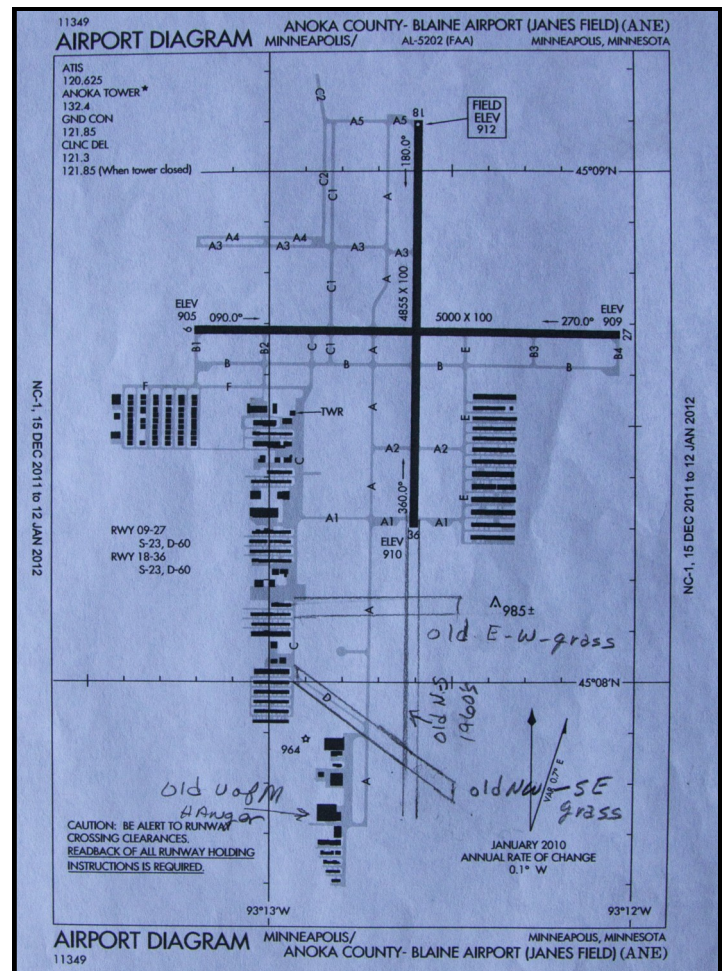 11349
AIRPORT DIAGRAM
MINNEAPOLIS/
ANOKA COUNTY- BLAINE AIRPORT (JANES FIELD) (ANE)
AL-5202 (FAA)
MINNEAPOLIS, MINNESOTA
ATIS
120.625
ANOKA TOWER★
132.4
GND CON
121.85
CLNC DEL
121.3
121.85 (When tower closed)
C2
A5 A5
18
FIELD
ELEV
912
180.0°
45°09'N
C2
C1
A
A4 A4
A3 A3 A3 A3
C1
A
4855 X 100
ELEV
905
090.0°
5000 X 100
270.0°
ELEV
909
9
27
B1
B2
C
C1
A
E
B3
B4
B B B B
F F
TWR
A
E
C
A2 A2
A
360.0°
E
A1 A1 A1
36
ELEV
910
RWY 09-27
S-23, D-60
RWY 18-36
S-23, D-60
A
985±
old E-W-grass
C
45°08'N
D
old N-S
1960s
964
A
VAR 0.7° E
old U of M
HAnger
old NW - SE
grass
CAUTION: BE ALERT TO RUNWAY
CROSSING CLEARANCES.
READBACK OF ALL RUNWAY HOLDING
INSTRUCTIONS IS REQUIRED.
JANUARY 2010
ANNUAL RATE OF CHANGE
0.1° W
93°13'W
93°12'W
NC-1, 15 DEC 2011 to 12 JAN 2012
NC-1, 15 DEC 2011 to 12 JAN 2012
AIRPORT DIAGRAM
11349
MINNEAPOLIS/
MINNEAPOLIS, MINNESOTA
ANOKA COUNTY- BLAINE AIRPORT (JANES FIELD) (ANE)